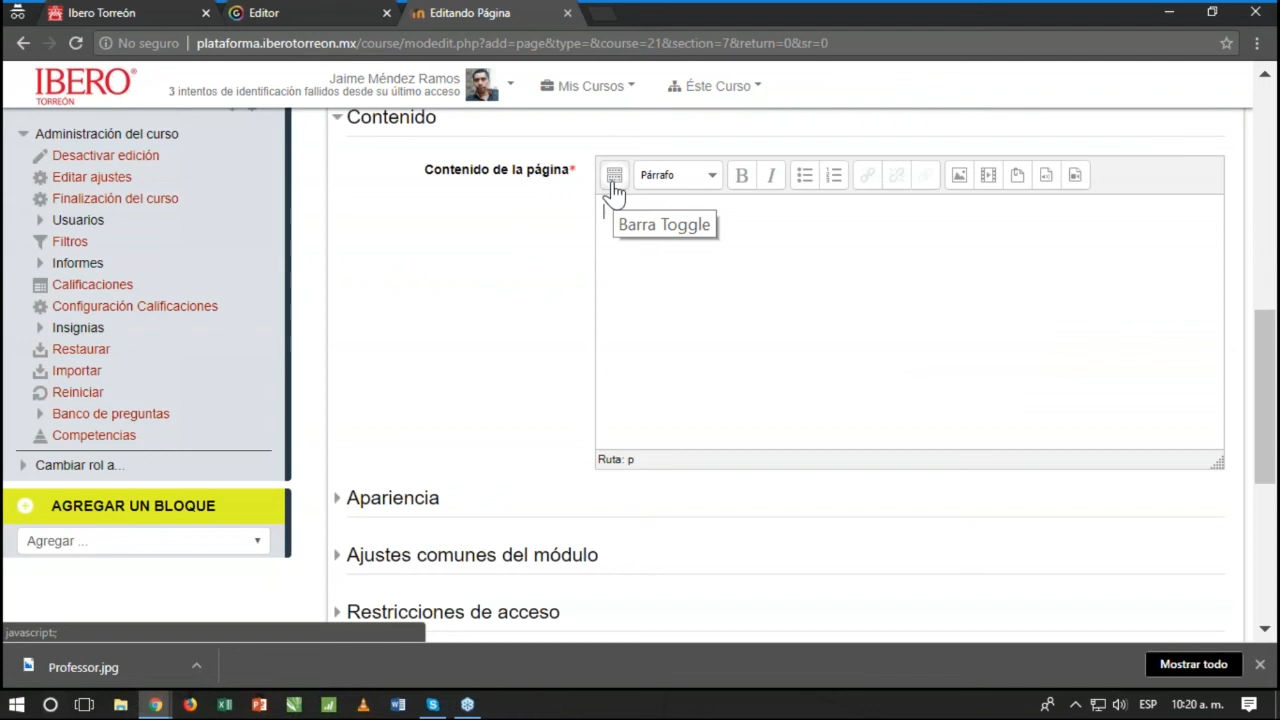 Ibero Torreón
Editor
Editando Página
No seguro | plataforma.iberotorreon.mx/course/modedit.php?add=page&type=&course=21&section=7&return=0&sr=0
IBERO
TORREÓN
Jaime Méndez Ramos
3 intentos de identificación fallidos desde su último acceso
Mis Cursos
Éste Curso
Administración del curso
Desactivar edición
Editar ajustes
Finalización del curso
Usuarios
Filtros
Informes
Calificaciones
Configuración Calificaciones
Insignias
Restaurar
Importar
Reiniciar
Banco de preguntas
Competencias
Cambiar rol a...
AGREGAR UN BLOQUE
Agregar ...
Contenido
Contenido de la página*
Párrafo
B I
Barra Toggle
Ruta: p
Apariencia
Ajustes comunes del módulo
Restricciones de acceso
javascript:;
Professor.jpg
Mostrar todo
ESP
10:20 a. m.